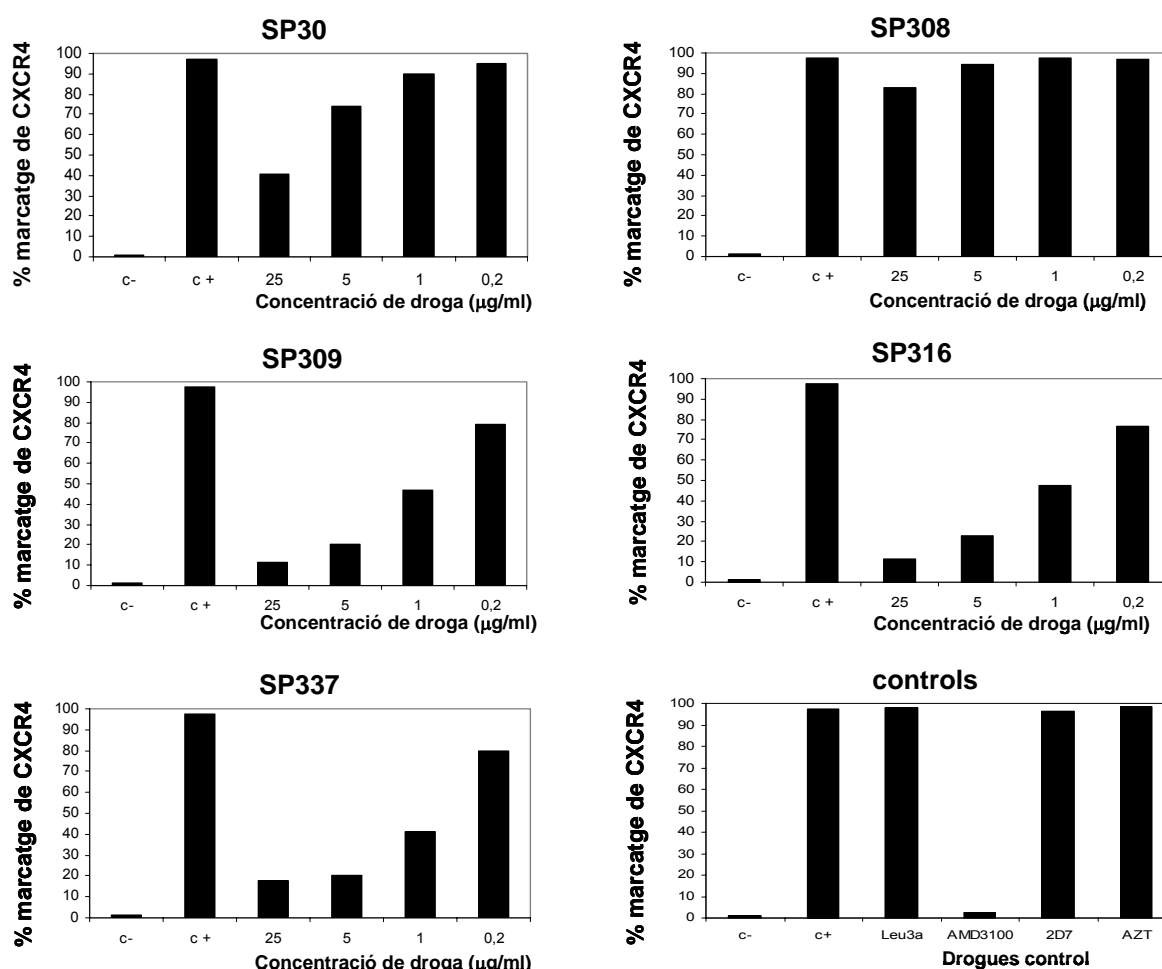 SP30
% marcatge de CXCR4
100
90
80
70
60
50
40
30
20
10
0
c-
c +
25
5
1
0,2
Concentració de droga (µg/ml)
SP308
% marcatge de CXCR4
100
90
80
70
60
50
40
30
20
10
0
c-
c +
25
5
1
0,2
Concentració de droga (µg/ml)
SP309
% marcatge de CXCR4
100
90
80
70
60
50
40
30
20
10
0
c-
c +
25
5
1
0,2
Concentració de droga (µg/ml)
SP316
% marcatge de CXCR4
100
90
80
70
60
50
40
30
20
10
0
c-
c +
25
5
1
0,2
Concentració de droga (µg/ml)
SP337
% marcatge de CXCR4
100
90
80
70
60
50
40
30
20
10
0
c-
c +
25
5
1
0,2
Concentració de droga (µg/ml)
controls
% marcatge de CXCR4
100
90
80
70
60
50
40
30
20
10
0
c-
c+
Leu3a
AMD3100
2D7
AZT
Drogues control